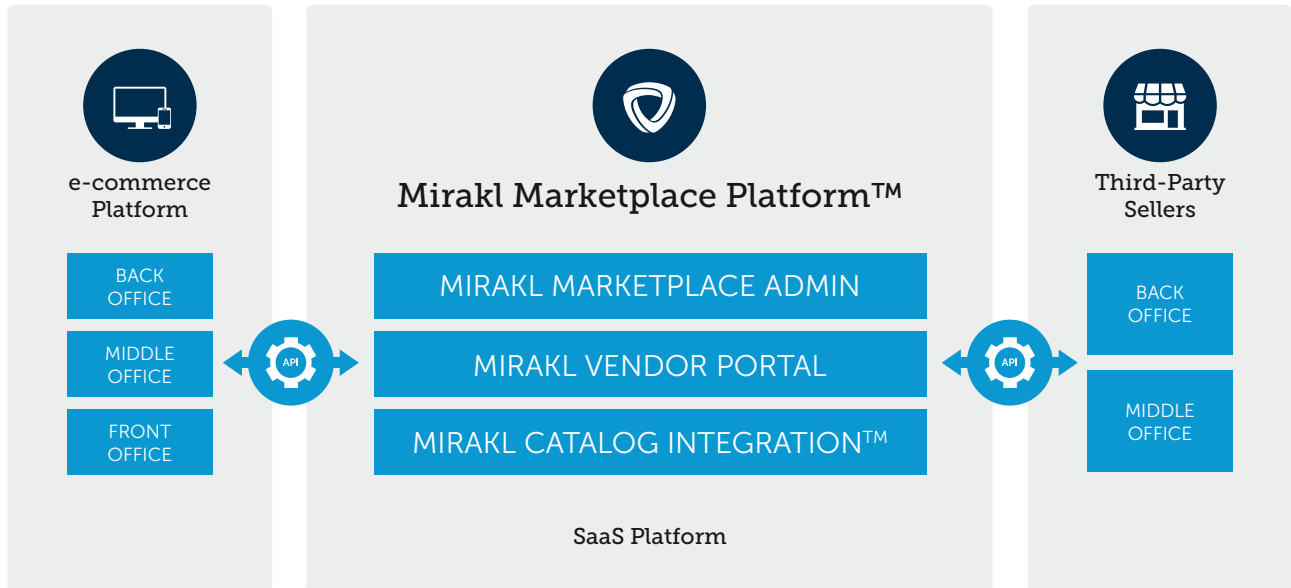 e-commerce
Platform
BACK
OFFICE
MIDDLE
OFFICE
FRONT
OFFICE
API
Mirakl Marketplace Platform™
MIRAKL MARKETPLACE ADMIN
MIRAKL VENDOR PORTAL
MIRAKL CATALOG INTEGRATION™
SaaS Platform
API
Third-Party
Sellers
BACK
OFFICE
MIDDLE
OFFICE